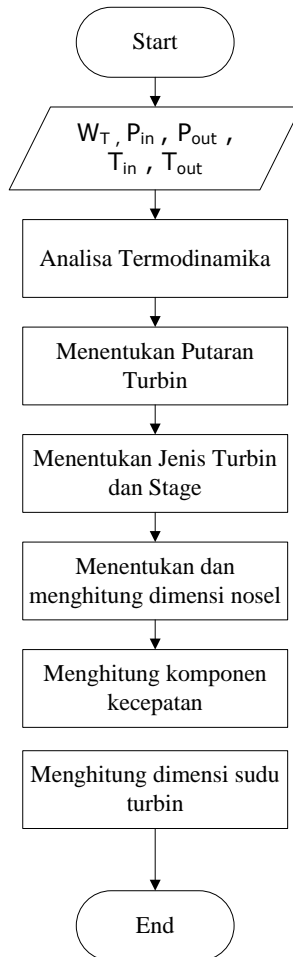 Start
W_T , P_in , P_out ,
T_in , T_out
Analisa Termodinamika
Menentukan Putaran
Turbin
Menentukan Jenis Turbin
dan Stage
Menentukan dan
menghitung dimensi nosel
Menghitung komponen
kecepatan
Menghitung dimensi sudu
turbin
End